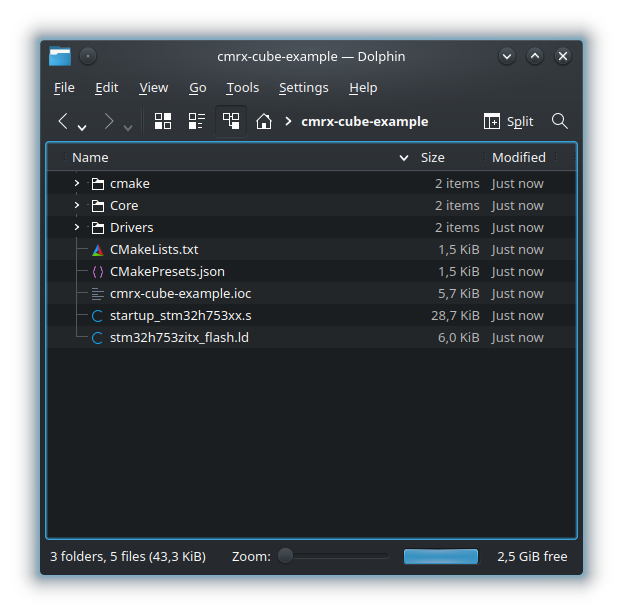 cmrx-cube-example — Dolphin
File Edit View Go Tools Settings Help
cmrx-cube-example Split
Name Size Modified
cmake 2 items Just now
Core 2 items Just now
Drivers 2 items Just now
CMakeLists.txt 1,5 KiB Just now
CMakePresets.json 1,5 KiB Just now
cmrx-cube-example.ioc 5,7 KiB Just now
startup_stm32h753xx.s 28,7 KiB Just now
stm32h753zitx_flash.ld 6,0 KiB Just now
3 folders, 5 files (43,3 KiB) Zoom: 2,5 GiB free